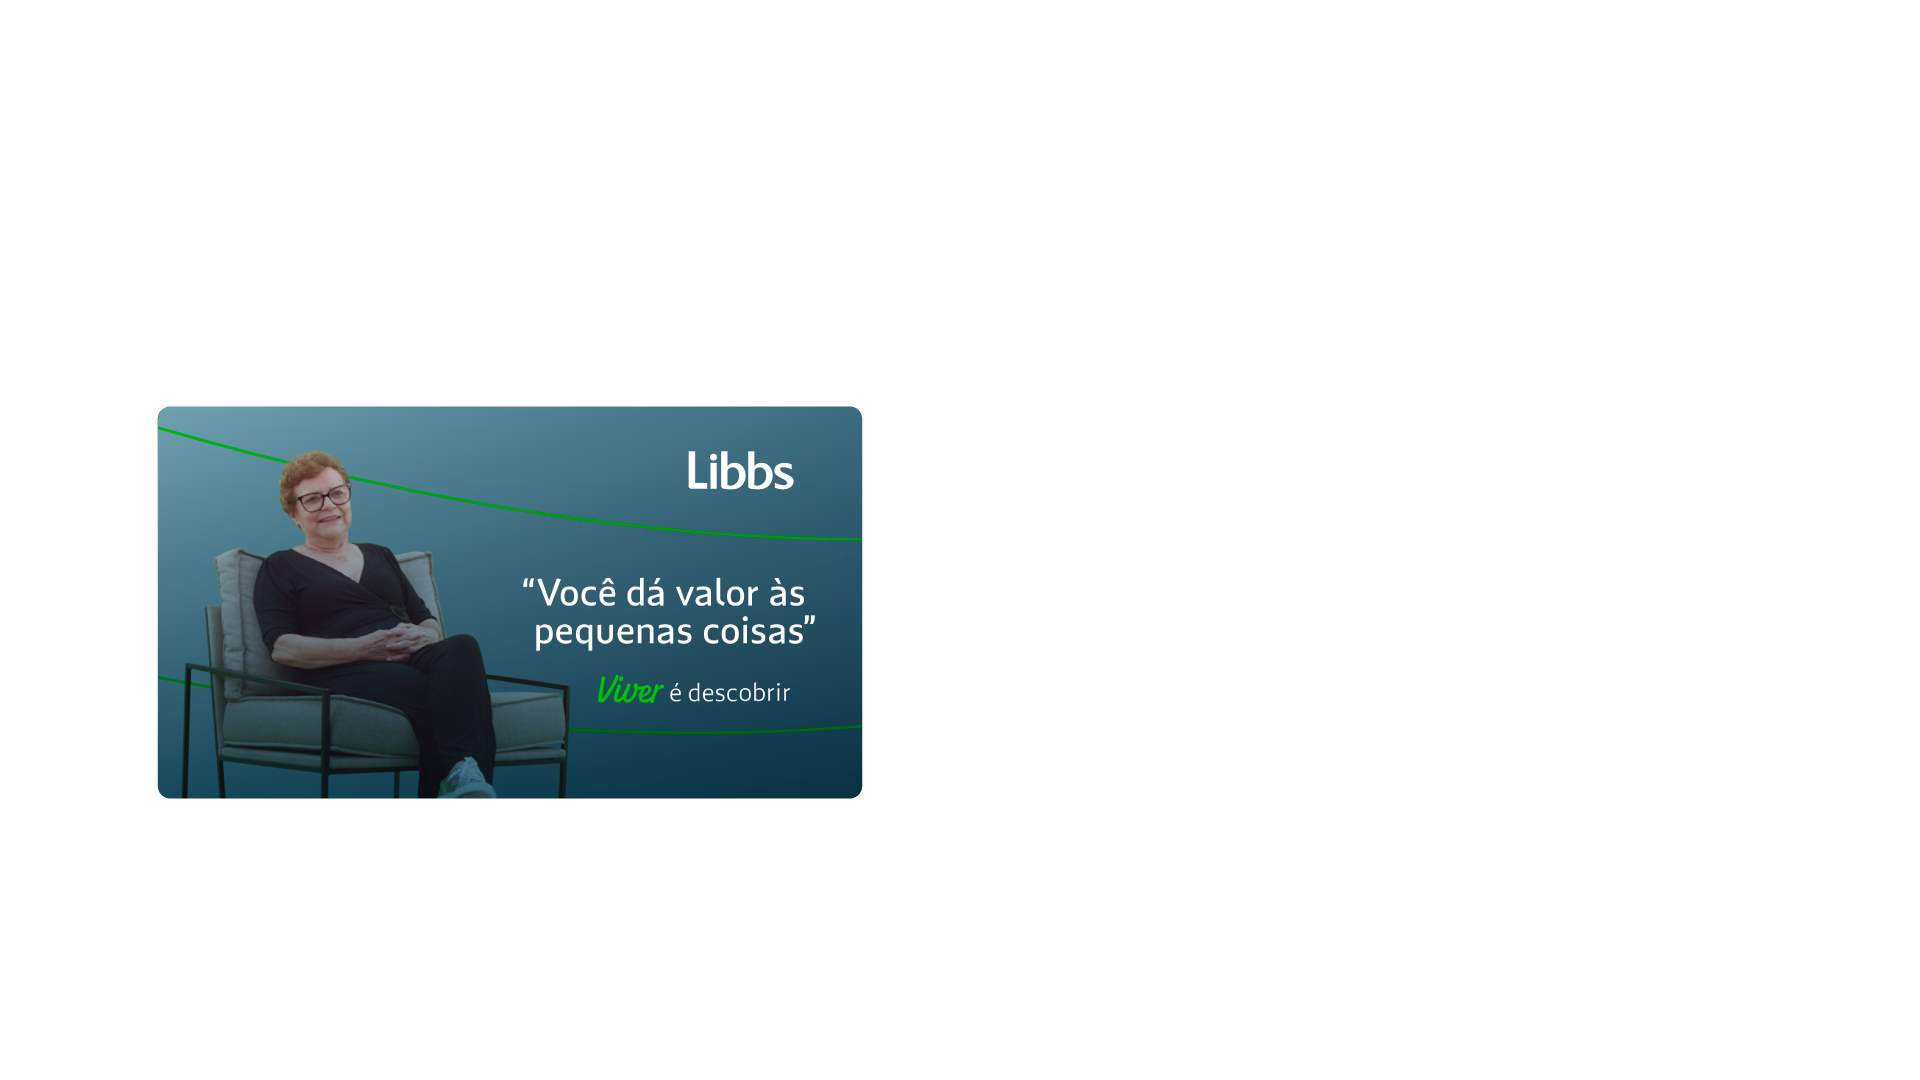 Libbs
“Você dá valor às
pequenas coisas”
Viver é descobrir